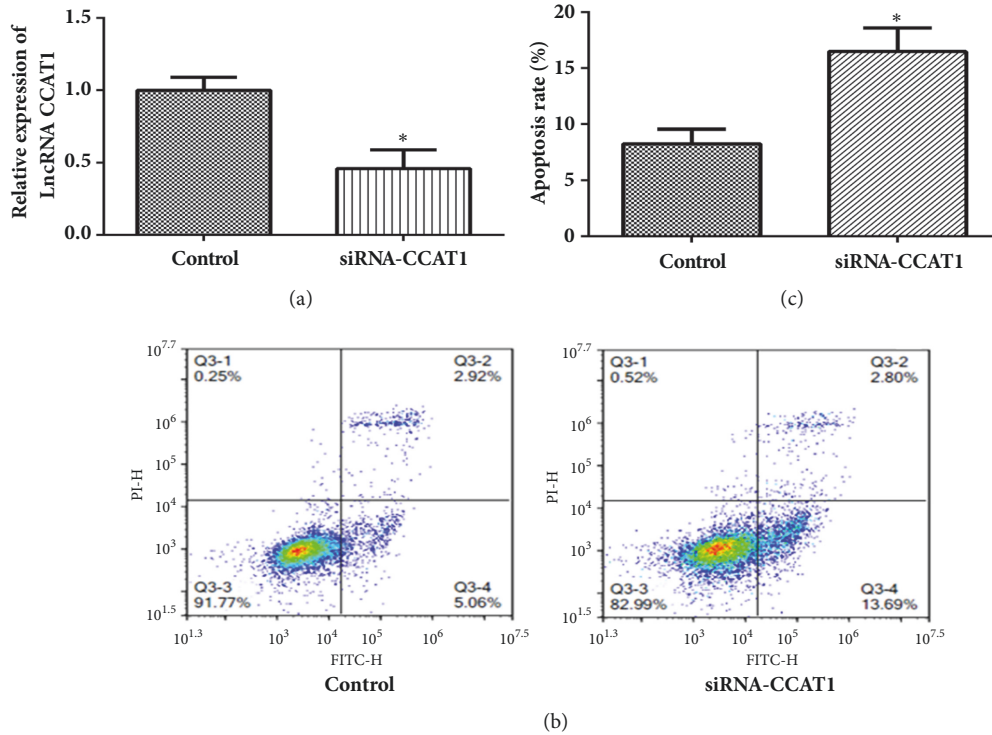 Relative expression of
LncRNA CCAT1
1.5
1.0
0.5
0.0
*
Control
siRNA-CCAT1
(a)
Apoptosis rate (%)
20
15
10
5
0
*
Control
siRNA-CCAT1
(c)
10^7.7
10^6
10^5
10^4
10^3
10^1.5
PI-H
Q3-1
0.25%
Q3-2
2.92%
Q3-3
91.77%
Q3-4
5.06%
10^1.3
10^3
10^4
10^5
10^6
10^7.5
FITC-H
Control
10^7.7
10^6
10^5
10^4
10^3
10^1.5
PI-H
Q3-1
0.52%
Q3-2
2.80%
Q3-3
82.99%
Q3-4
13.69%
10^1.3
10^3
10^4
10^5
10^6
10^7.5
FITC-H
siRNA-CCAT1
(b)